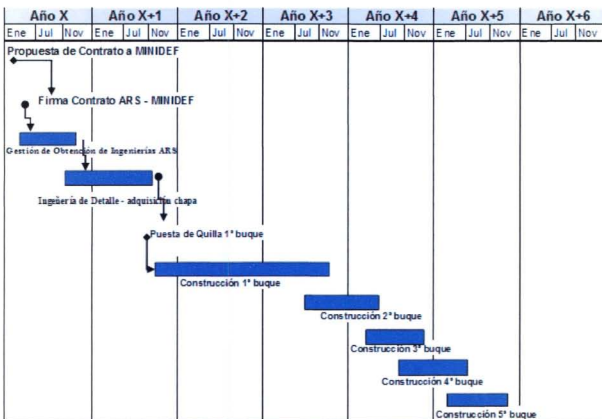 Año X Año X+1 Año X+2 Año X+3 Año X+4 Año X+5 Año X+6
Ene Jul Nov Ene Jul Nov Ene Jul Nov Ene Jul Nov Ene Jul Nov Ene Jul Nov Ene Jul Nov
Propuesta de Contrato a MINIDEF
Firma Contrato ARS - MINIDEF
Gestión de Obtención de Ingenierías ARS
Ingeñería de Detalle - adquisición chapa
Puesta de Quilla 1° buque
Construcción 1° buque
Construcción 2° buque
Construcción 3° buque
Construcción 4° buque
Construcción 5° buque